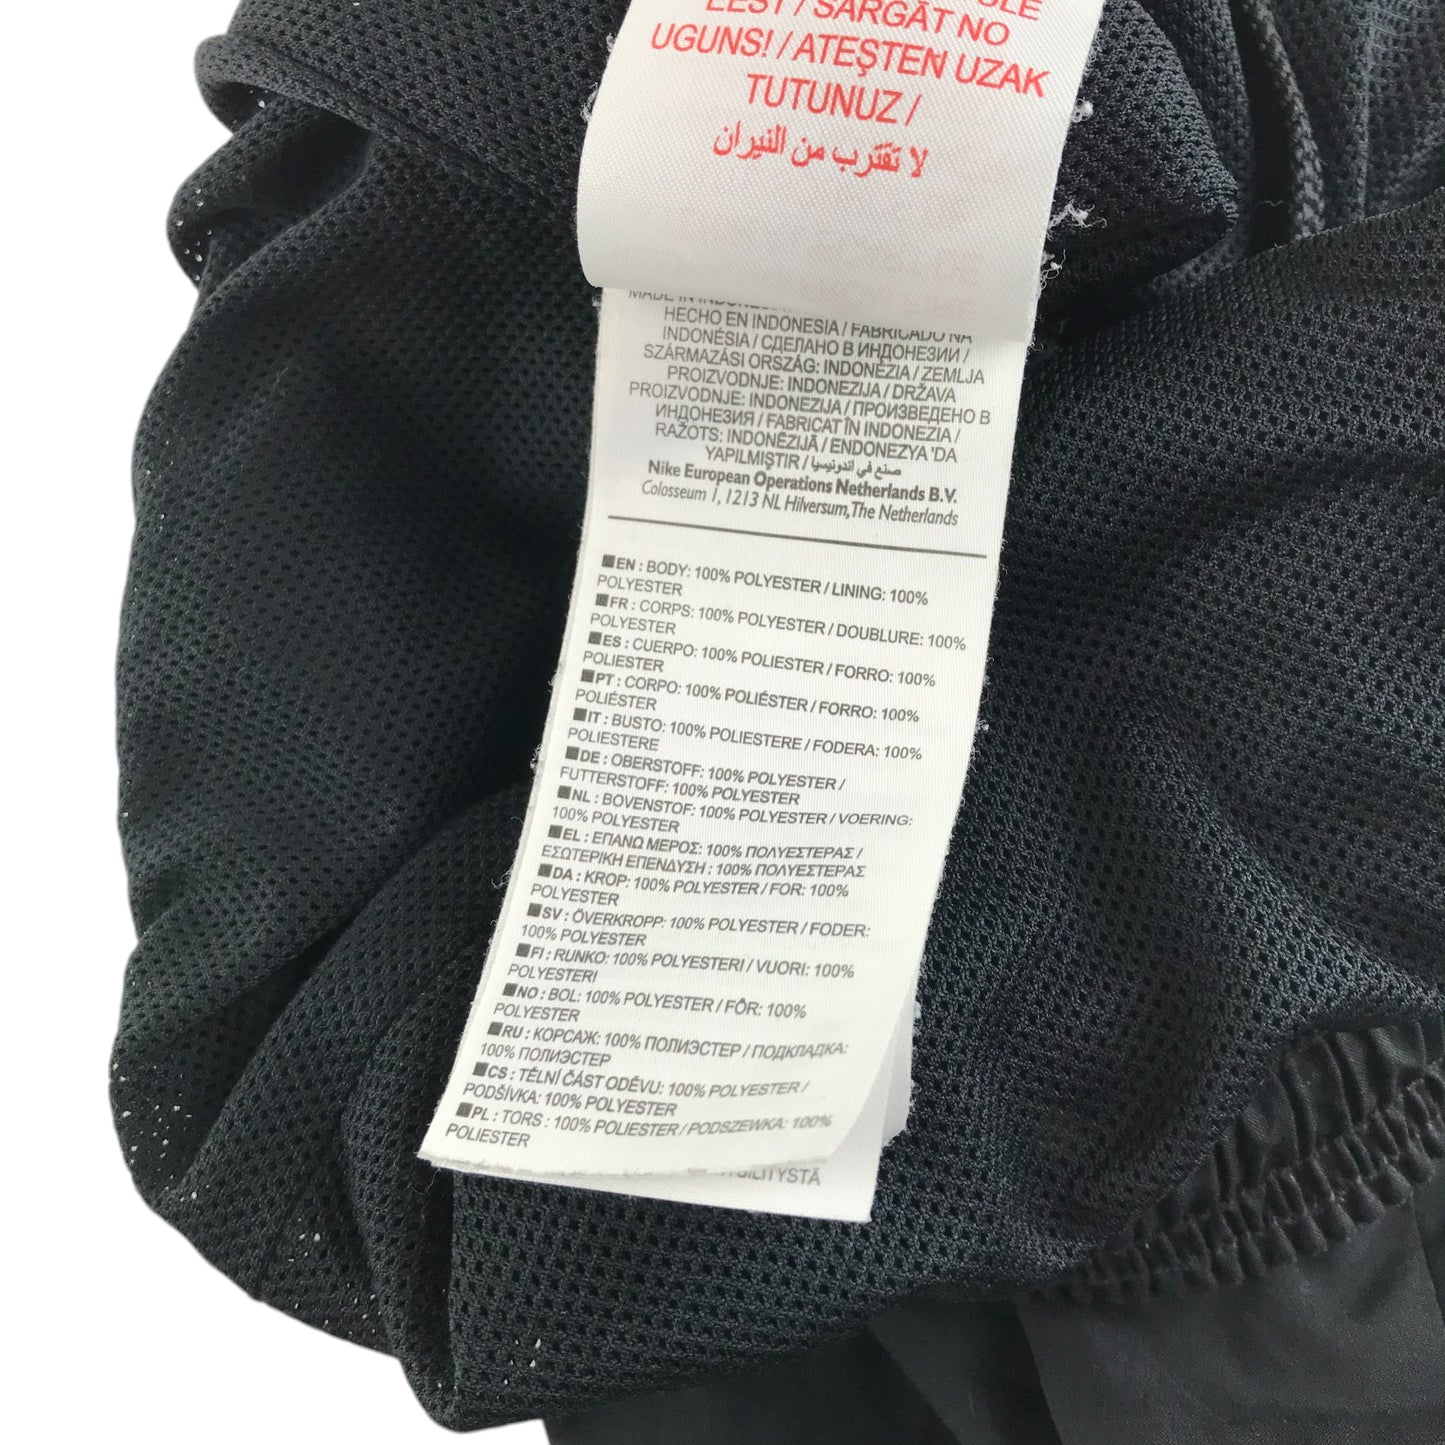 EEST / SARGĀT NO
UGUNS! / ATEŞTEN UZAK
TUTUNUZ /
لا تقترب من النيران
MADE IN
HECHO EN INDONESIA / FABRICADO NA
INDONÉSIA / СДЕЛАНО В ИНДОНЕЗИИ /
SZÁRMAZÁSI ORSZÁG: INDONÉZIA / ZEMLJA
PROIZVODNJE: INDONEZIJA / DRŽAVA
PROIZVODNJE: INDONEZIJA / ПРОИЗВЕДЕНО В
ИНДОНЕЗИЯ / FABRICAT ÎN INDONEZIA /
RAŽOTS: INDONĒZIJĀ / ENDONEZYA 'DA
YAPILMIŞTIR / صنع في اندونيسيا
Nike European Operations Netherlands B.V.
Colosseum 1, 1213 NL Hilversum,The Netherlands
EN : BODY: 100% POLYESTER / LINING: 100%
POLYESTER
FR : CORPS: 100% POLYESTER / DOUBLURE: 100%
POLYESTER
ES : CUERPO: 100% POLIESTER / FORRO: 100%
POLIESTER
PT : CORPO: 100% POLIÉSTER / FORRO: 100%
POLIÉSTER
IT : BUSTO: 100% POLIESTERE / FODERA: 100%
POLIESTERE
DE : OBERSTOFF: 100% POLYESTER /
FUTTERSTOFF: 100% POLYESTER
NL : BOVENSTOF: 100% POLYESTER / VOERING:
100% POLYESTER
EL : ΕΠΑΝΩ ΜΕΡΟΣ: 100% ΠΟΛΥΕΣΤΕΡΑΣ /
ΕΣΩΤΕΡΙΚΗ ΕΠΕΝΔΥΣΗ : 100% ΠΟΛΥΕΣΤΕΡΑΣ
DA : KROP: 100% POLYESTER / FOR: 100%
POLYESTER
SV : ÖVERKROPP: 100% POLYESTER / FODER:
100% POLYESTER
FI : RUNKO: 100% POLYESTERI / VUORI: 100%
POLYESTERI
NO : BOL: 100% POLYESTER / FÔR: 100%
POLYESTER
RU : КОРСАЖ: 100% ПОЛИЭСТЕР / ПОДКЛАДКА:
100% ПОЛИЭСТЕР
CS : TĚLNÍ ČÁST ODĚVU: 100% POLYESTER /
PODŠÍVKA: 100% POLYESTER
PL : TORS : 100% POLIESTER / PODSZEWKA: 100%
POLIESTER